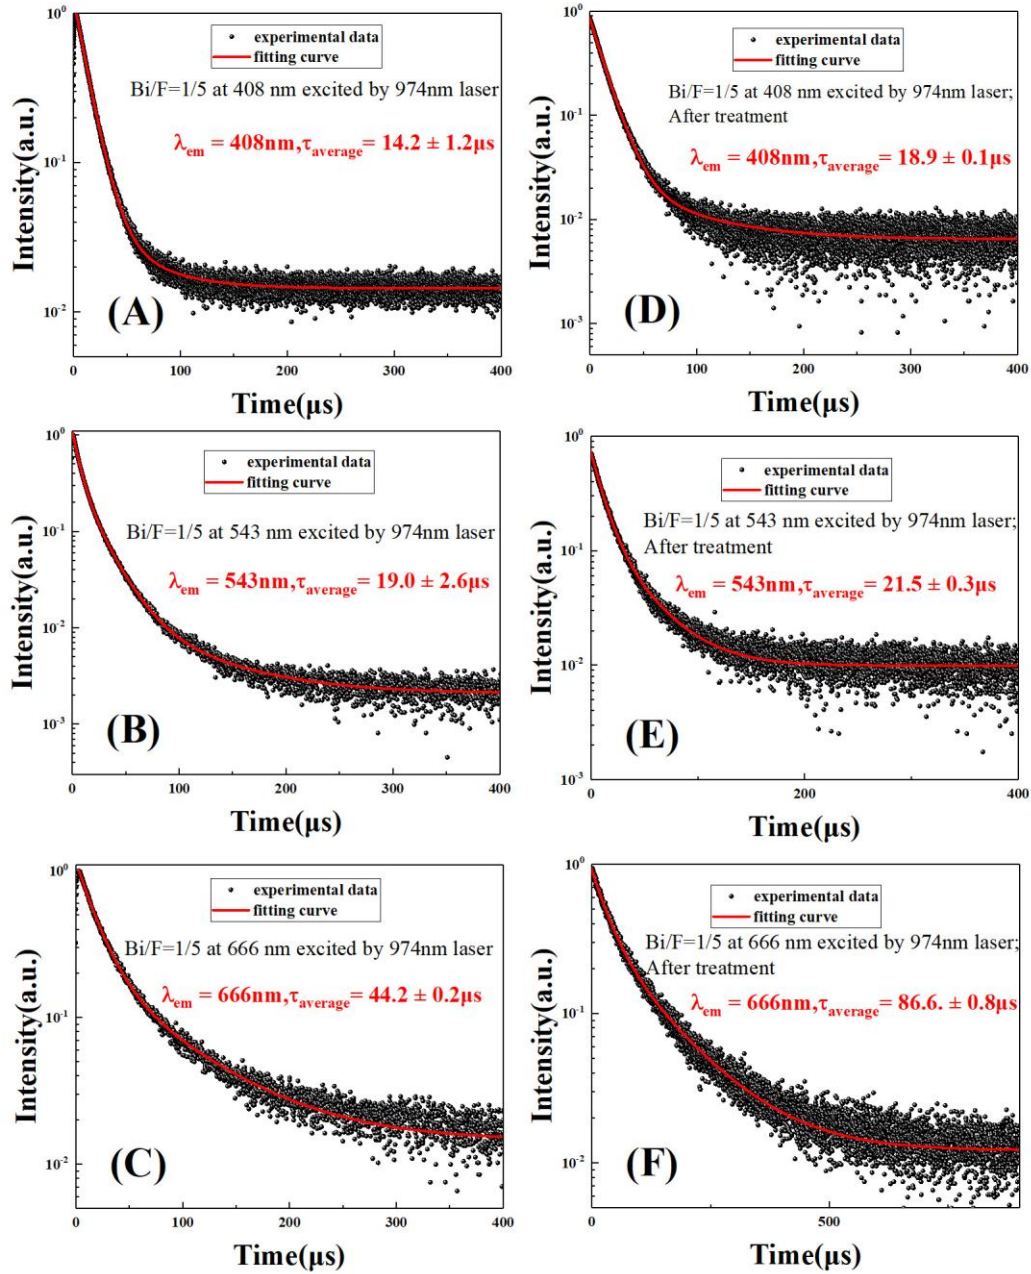 10⁰
10⁻¹
10⁻²
Intensity(a.u.)
experimental data
fitting curve
Bi/F=1/5 at 408 nm excited by 974nm laser
λem = 408nm,τaverage= 14.2 ± 1.2μs
(A)
0 100 200 300 400
Time(μs)
10⁰
10⁻¹
10⁻²
10⁻³
Intensity(a.u.)
experimental data
fitting curve
Bi/F=1/5 at 408 nm excited by 974nm laser;
After treatment
λem = 408nm,τaverage= 18.9 ± 0.1μs
(D)
0 100 200 300 400
Time(μs)
10⁰
10⁻¹
10⁻²
10⁻³
Intensity(a.u.)
experimental data
fitting curve
Bi/F=1/5 at 543 nm excited by 974nm laser
λem = 543nm,τaverage= 19.0 ± 2.6μs
(B)
0 100 200 300 400
Time(μs)
10⁰
10⁻¹
10⁻²
10⁻³
Intensity(a.u.)
experimental data
fitting curve
Bi/F=1/5 at 543 nm excited by 974nm laser;
After treatment
λem = 543nm,τaverage= 21.5 ± 0.3μs
(E)
0 200 400
Time(μs)
10⁰
10⁻¹
10⁻²
Intensity(a.u.)
experimental data
fitting curve
Bi/F=1/5 at 666 nm excited by 974nm laser
λem = 666nm,τaverage= 44.2 ± 0.2μs
(C)
0 100 200 300 400
Time(μs)
10⁰
10⁻¹
10⁻²
Intensity(a.u.)
experimental data
fitting curve
Bi/F=1/5 at 666 nm excited by 974nm laser;
After treatment
λem = 666nm,τaverage= 86.6. ± 0.8μs
(F)
0 500
Time(μs)